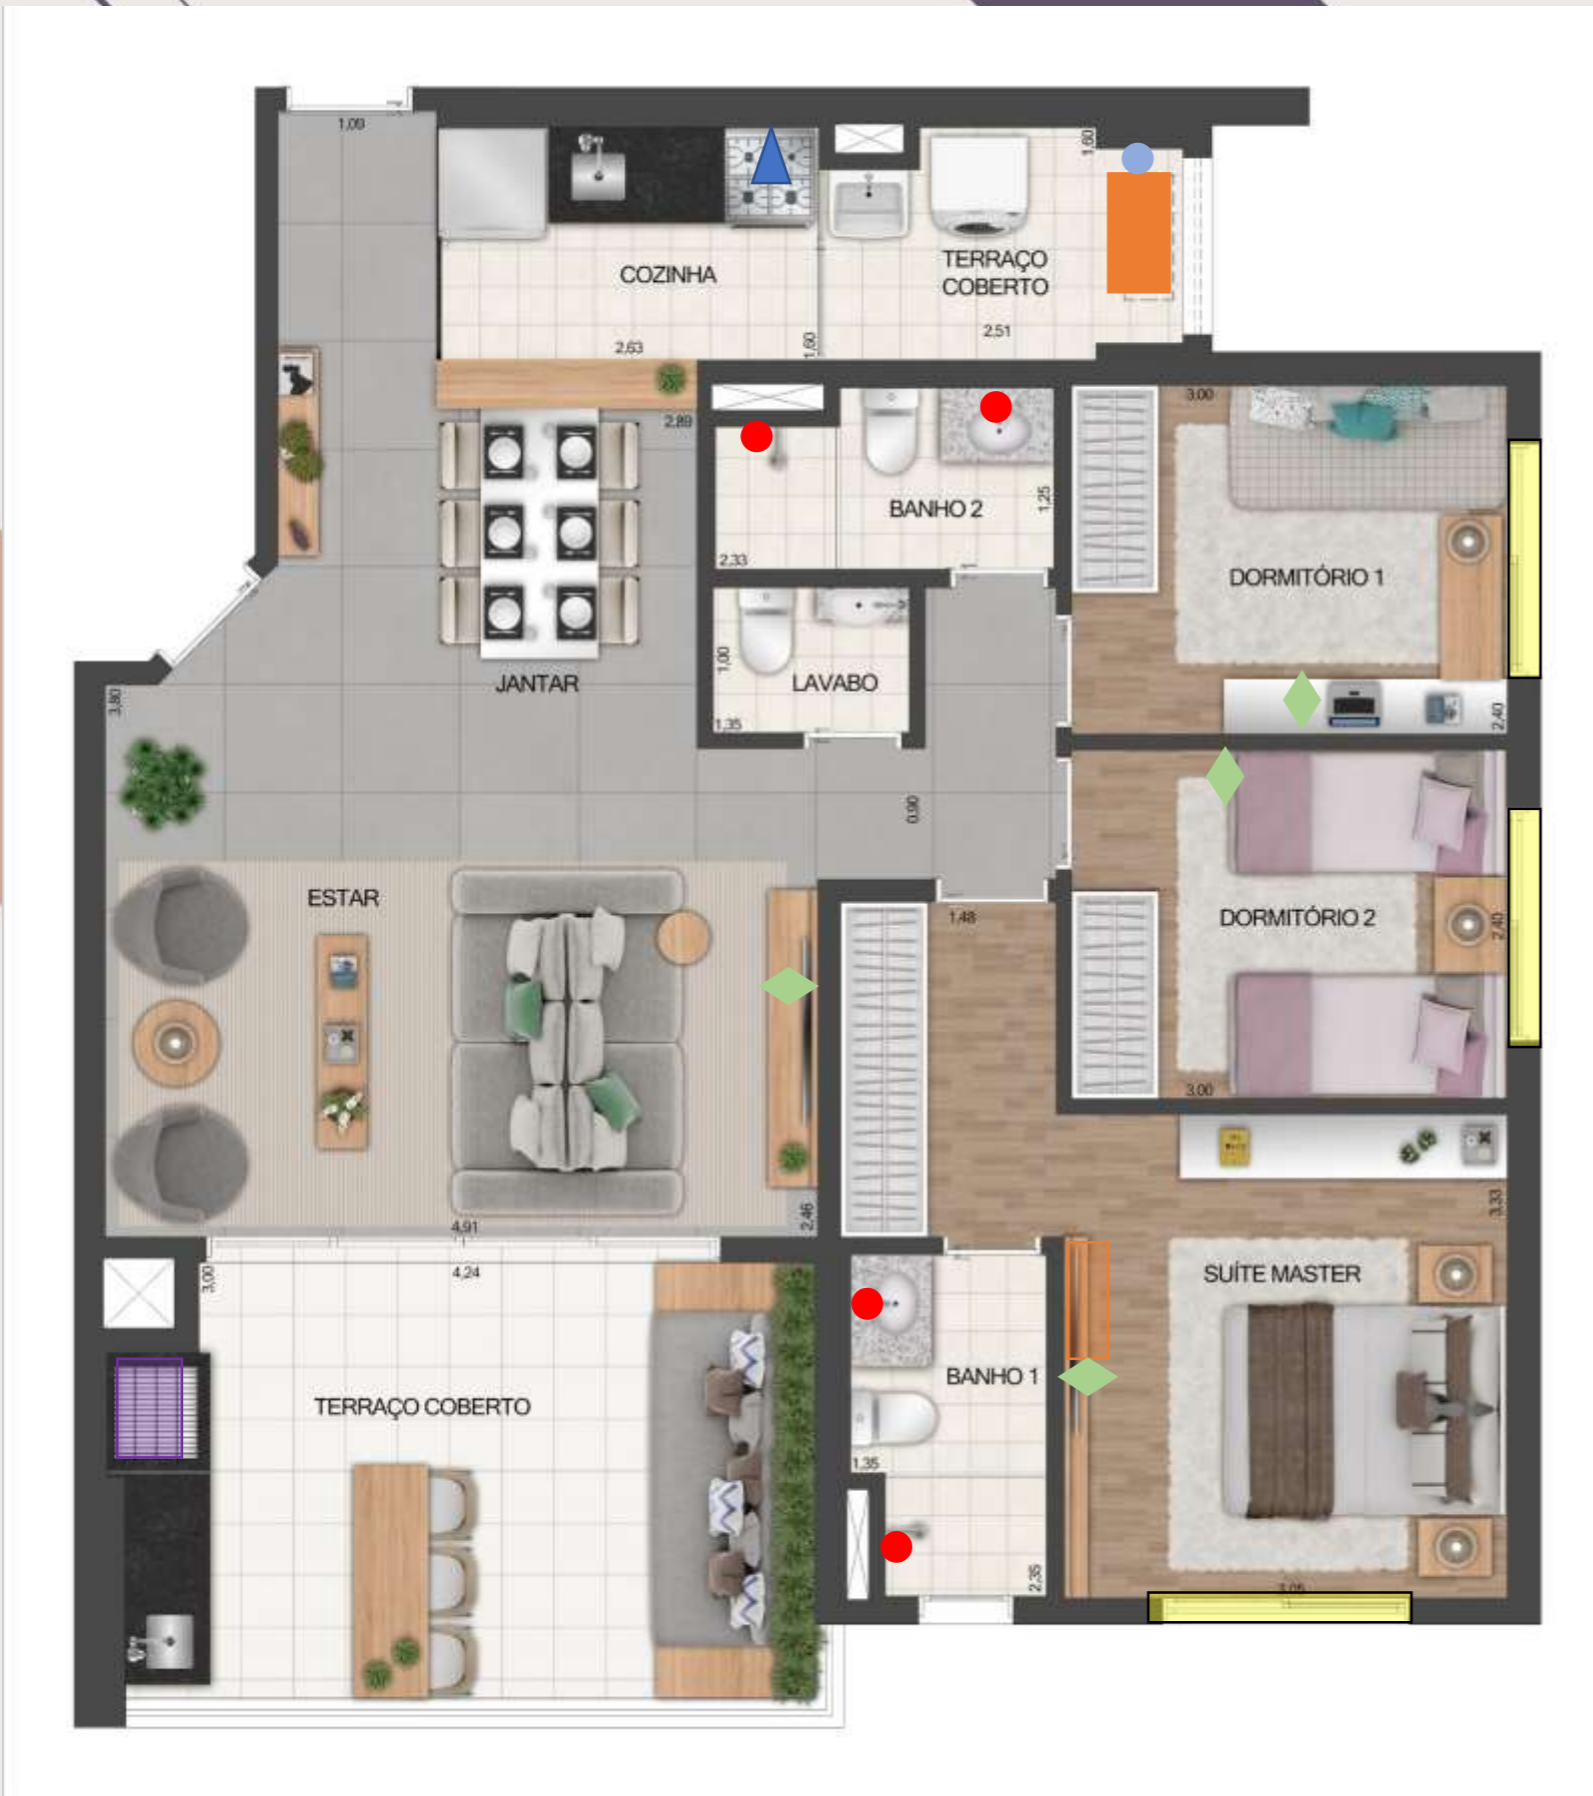 1,09
1,60
COZINHA
TERRAÇO
COBERTO
2,63
1,60
2,51
2,89
3,00
BANHO 2
1,25
2,33
DORMITÓRIO 1
JANTAR
1,00
LAVABO
3,80
1,35
2,40
0,90
ESTAR
1,48
DORMITÓRIO 2
2,40
3,00
4,91
2,46
3,33
3,00
4,24
SUÍTE MASTER
TERRAÇO COBERTO
BANHO 1
1,35
2,35
3,05